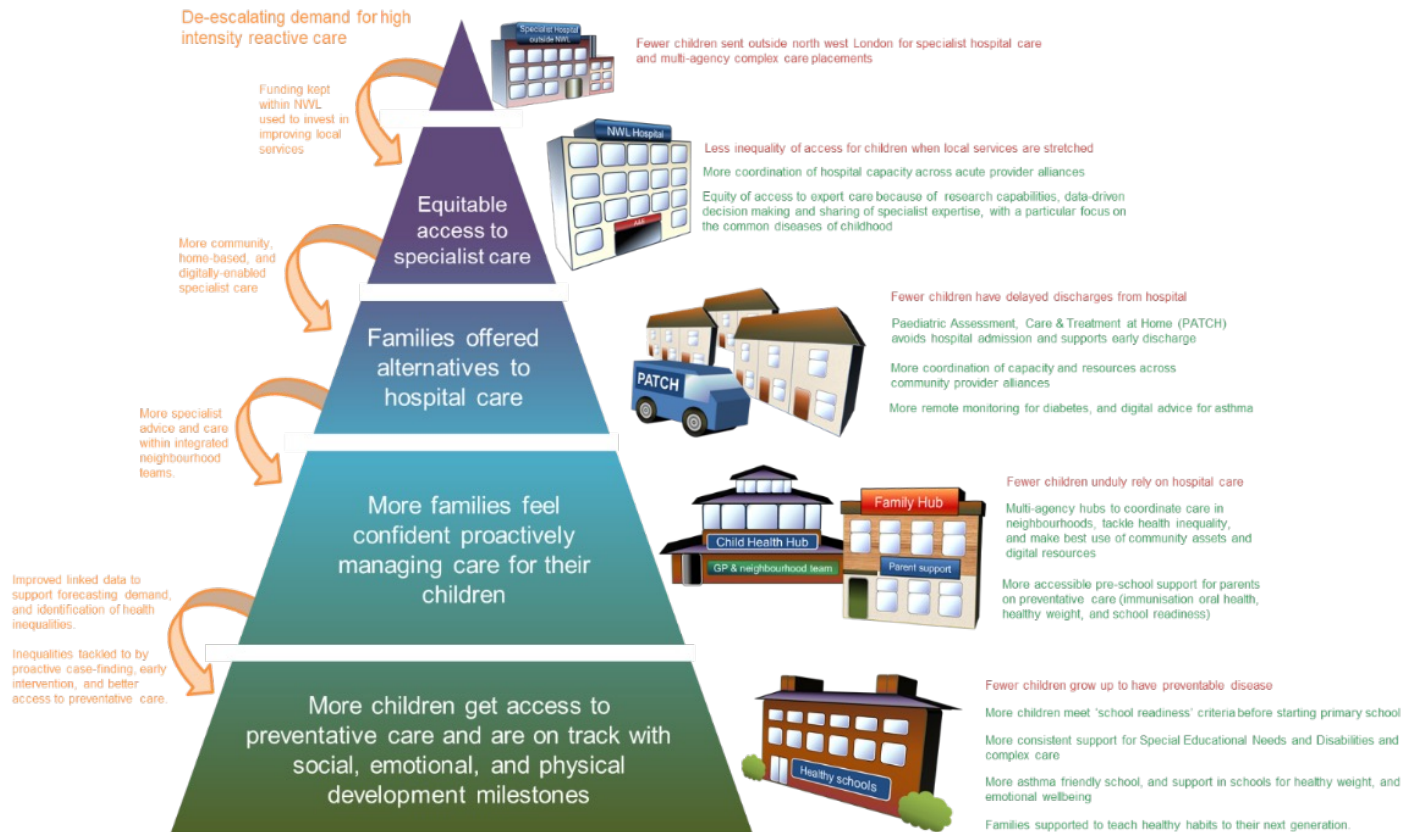 De-escalating demand for high
intensity reactive care
Specialist Hospital
outside NWL
Fewer children sent outside north west London for specialist hospital care
and multi-agency complex care placements
Funding kept
within NWL
used to invest in
improving local
services
NWL Hospital
A&E
Less inequality of access for children when local services are stretched
More coordination of hospital capacity across acute provider alliances
Equity of access to expert care because of research capabilities, data-driven
decision making and sharing of specialist expertise, with a particular focus on
the common diseases of childhood
Equitable
access to
specialist care
More community,
home-based, and
digitally-enabled
specialist care
Families offered
alternatives to
hospital care
PATCH
Fewer children have delayed discharges from hospital
Paediatric Assessment, Care & Treatment at Home (PATCH)
avoids hospital admission and supports early discharge
More coordination of capacity and resources across
community provider alliances
More remote monitoring for diabetes, and digital advice for asthma
More specialist
advice and care
within integrated
neighbourhood
teams.
More families feel
confident proactively
managing care for their
children
Child Health Hub
GP & neighbourhood team
Family Hub
Parent support
Fewer children unduly rely on hospital care
Multi-agency hubs to coordinate care in
neighbourhoods, tackle health inequality,
and make best use of community assets and
digital resources
More accessible pre-school support for parents
on preventative care (immunisation oral health,
healthy weight, and school readiness)
Improved linked data to
support forecasting demand,
and identification of health
inequalities.
Inequalities tackled to by
proactive case-finding, early
intervention, and better
access to preventative care.
More children get access to
preventative care and are on track with
social, emotional, and physical
development milestones
Healthy schools
Fewer children grow up to have preventable disease
More children meet 'school readiness' criteria before starting primary school
More consistent support for Special Educational Needs and Disabilities and
complex care
More asthma friendly school, and support in schools for healthy weight, and
emotional wellbeing
Families supported to teach healthy habits to their next generation.